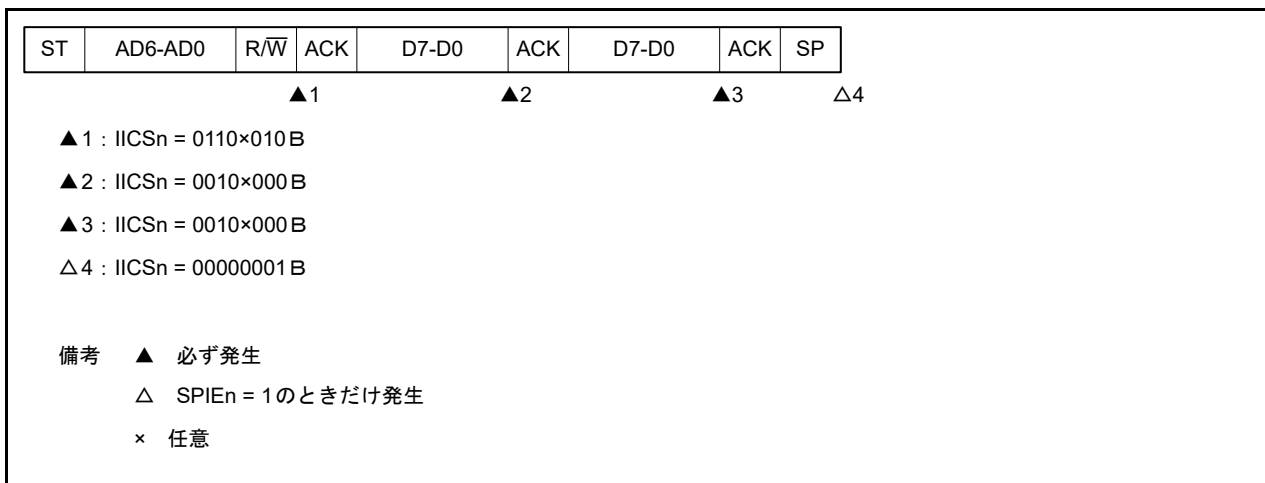 ST AD6-AD0 R/W̅ ACK D7-D0 ACK D7-D0 ACK SP
▲1 ▲2 ▲3 △4
▲1：IICSn = 0110×010B
▲2：IICSn = 0010×000B
▲3：IICSn = 0010×000B
△4：IICSn = 00000001B
備考 ▲ 必ず発生
△ SPIEn = 1のときだけ発生
× 任意